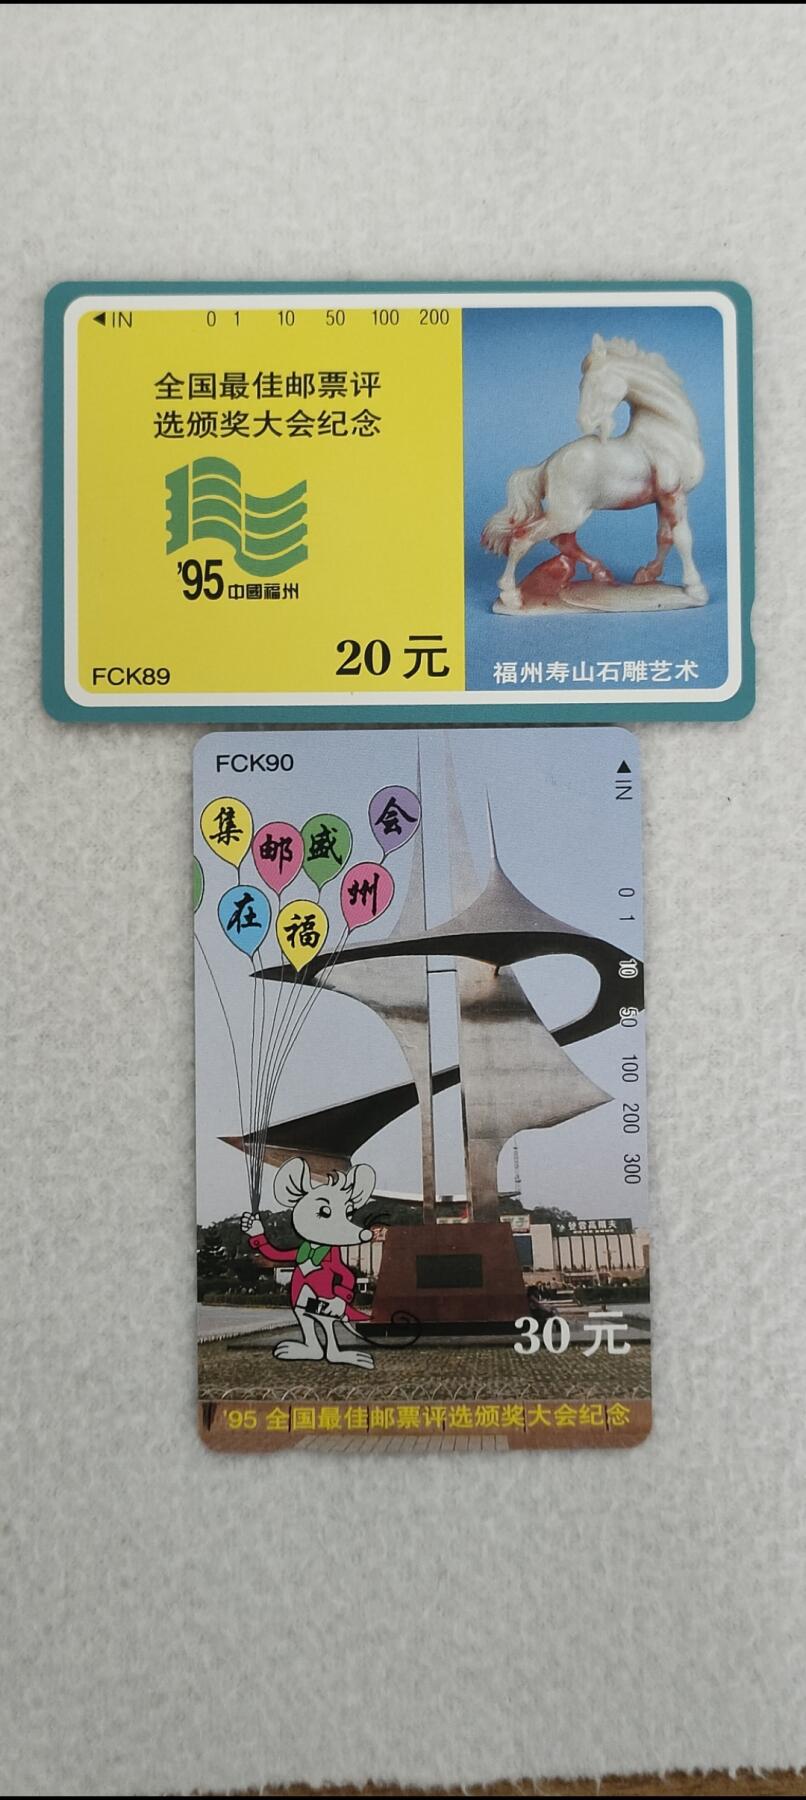 ◀IN 0 1 10 50 100 200
全国最佳邮票评
选颁奖大会纪念
'95 中國福州
FCK89
20 元
福州寿山石雕艺术
FCK90
▲IN
0 1 10 50 100 200 300
集邮盛会
在福州
30 元
'95 全国最佳邮票评选颁奖大会纪念